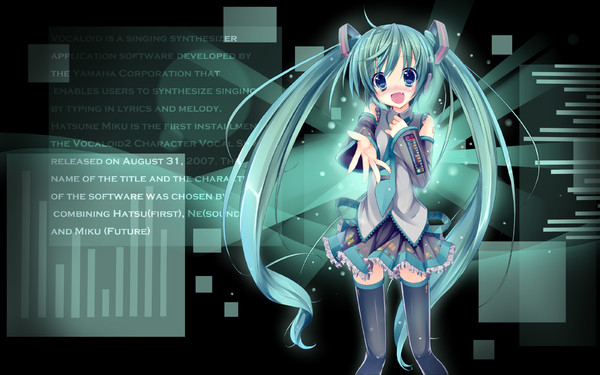 Vocaloid is a singing synthesizer
application software developed by
the Yamaha Corporation that
enables users to synthesize singing
by typing in lyrics and melody.
Hatsune Miku is the first installmen
the Vocaloid2 Character Vocal S
released on August 31, 2007. The
name of the title and the charact
of the software was chosen by
combining Hatsu(first), Ne(sound
and Miku (Future)